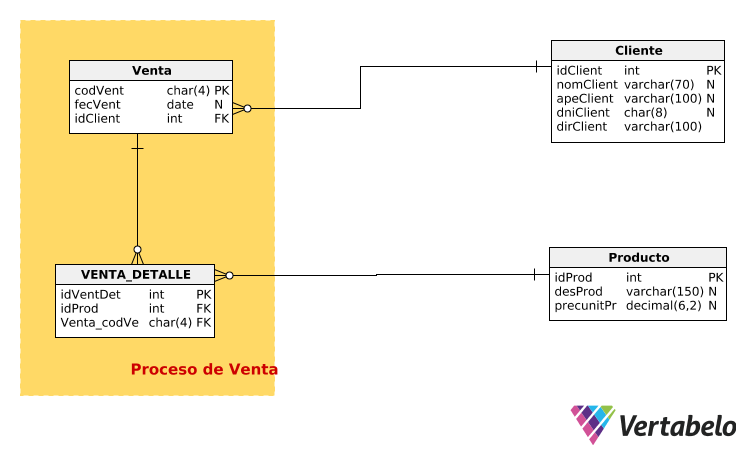 Venta
codVent char(4) PK
fecVent date N
idClient int FK
Cliente
idClient int PK
nomClient varchar(70) N
apeClient varchar(100) N
dniClient char(8) N
dirClient varchar(100)
VENTA_DETALLE
idVentDet int PK
idProd int FK
Venta_codVe char(4) FK
Producto
idProd int PK
desProd varchar(150) N
precunitPr decimal(6,2) N
Proceso de Venta
Vertabelo